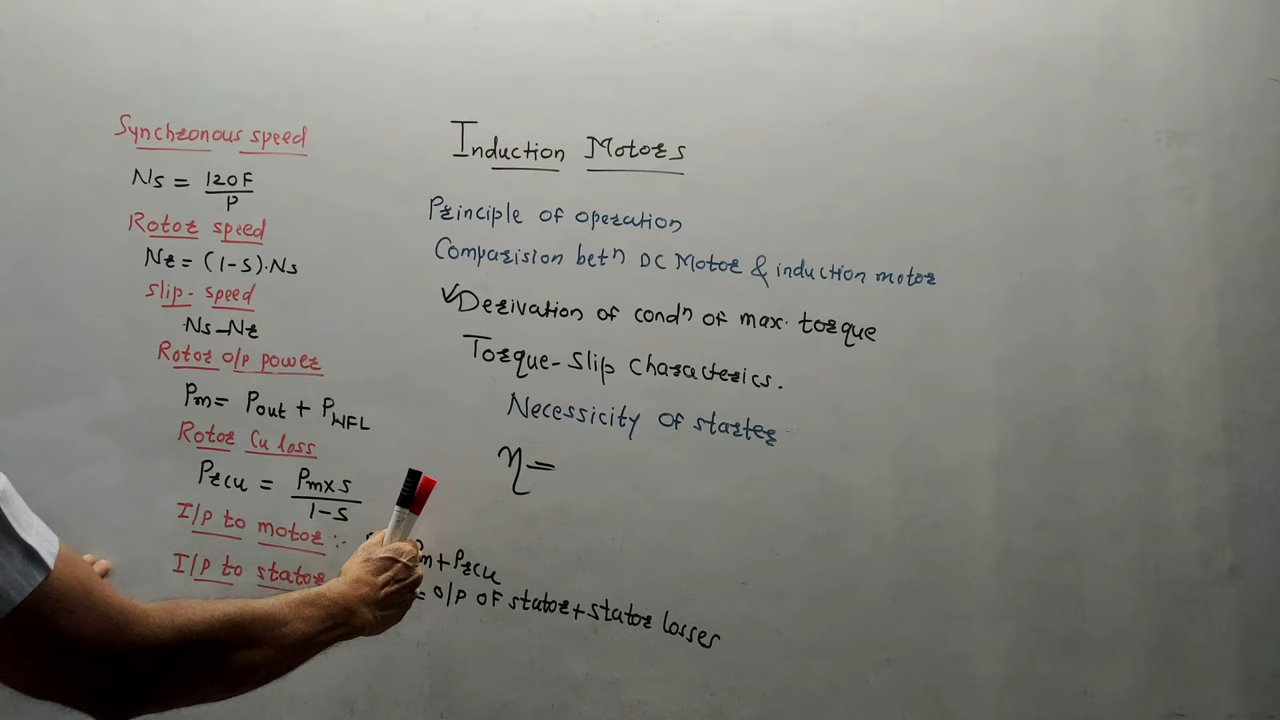 Synchronous speed
Ns = 120F / P
Rotor speed
Nr = (1-s).Ns
Slip-speed
Ns-Nr
Rotor o/p power
Pm = Pout + PWFL
Rotor Cu loss
Prcu = Pm x s / 1-s
I/p to motor :-
Pm + Prcu
I/p to stator
= o/p OF stator + stator losses
Induction Motors
Principle of operation
Comparision betn DC Motor & induction motor
✓Derivation of condn of max. torque
Torque-slip characterics.
Necessicity of starter
η =